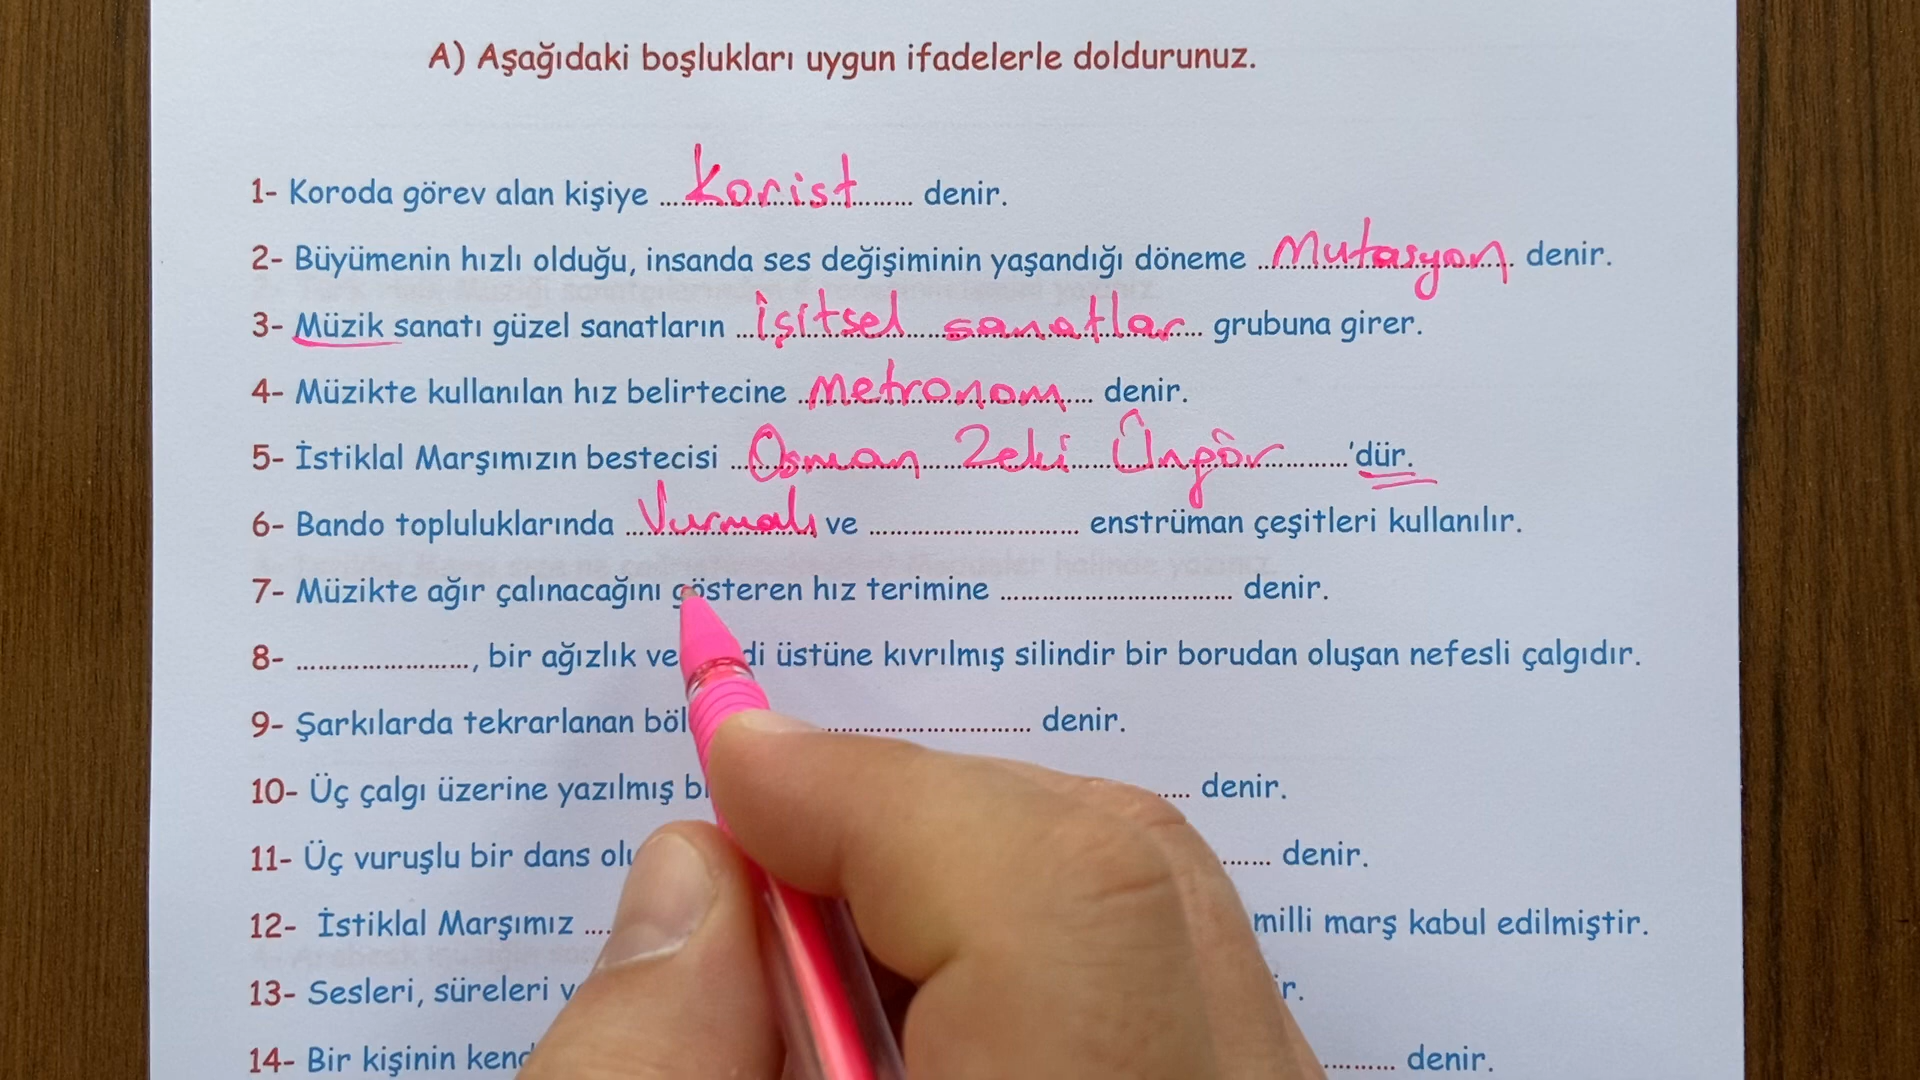 A) Aşağıdaki boşlukları uygun ifadelerle doldurunuz.
1- Koroda görev alan kişiye ...Korist... denir.
2- Büyümenin hızlı olduğu, insanda ses değişiminin yaşandığı döneme ...Mutasyon... denir.
3- Müzik sanatı güzel sanatların ...işitsel sanatlar... grubuna girer.
4- Müzikte kullanılan hız belirtecine ...Metronom... denir.
5- İstiklal Marşımızın bestecisi ...Osman Zeki Üngör...'dür.
6- Bando topluluklarında ...Vurmalı ve .......................... enstrüman çeşitleri kullanılır.
7- Müzikte ağır çalınacağını gösteren hız terimine ............................. denir.
8- ......................, bir ağızlık ve di üstüne kıvrılmış silindir bir borudan oluşan nefesli çalgıdır.
9- Şarkılarda tekrarlanan böl .......................... denir.
10- Üç çalgı üzerine yazılmış b ..... denir.
11- Üç vuruşlu bir dans olu ....... denir.
12- İstiklal Marşımız .... milli marş kabul edilmiştir.
13- Sesleri, süreleri v ir.
14- Bir kişinin kend ......... denir.